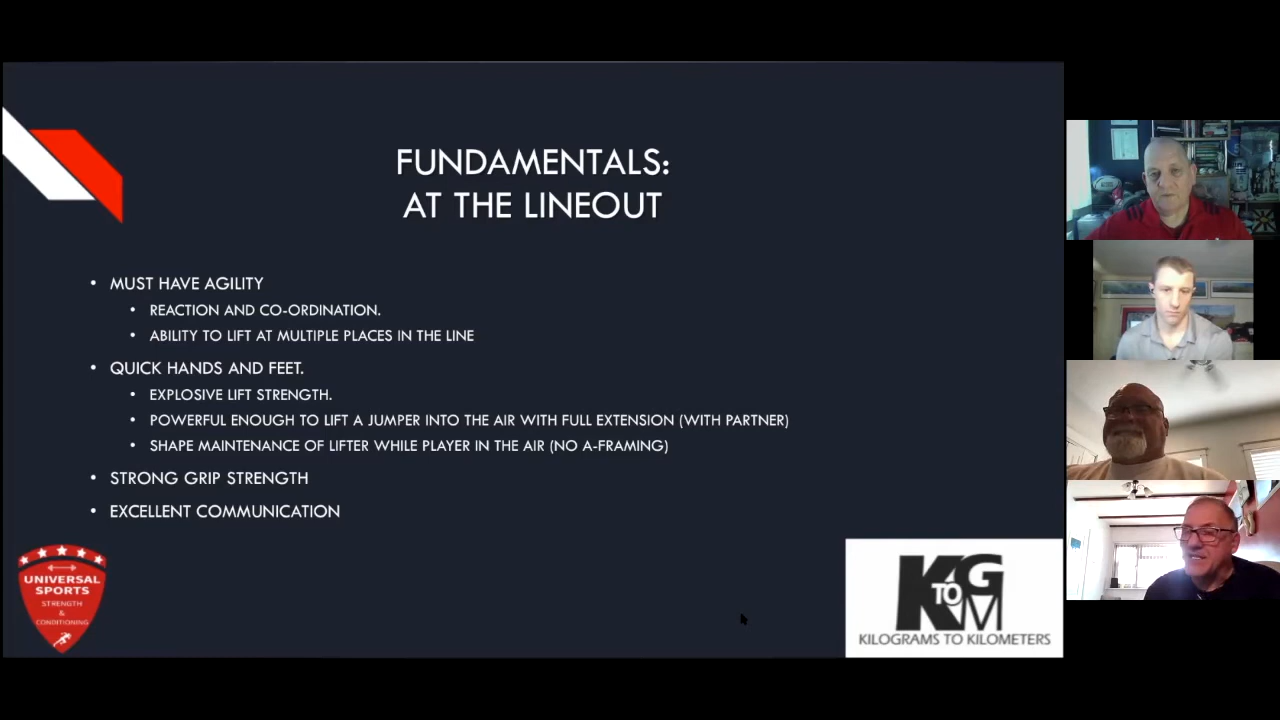 FUNDAMENTALS:
AT THE LINEOUT
• MUST HAVE AGILITY
• REACTION AND CO-ORDINATION.
• ABILITY TO LIFT AT MULTIPLE PLACES IN THE LINE
• QUICK HANDS AND FEET.
• EXPLOSIVE LIFT STRENGTH.
• POWERFUL ENOUGH TO LIFT A JUMPER INTO THE AIR WITH FULL EXTENSION (WITH PARTNER)
• SHAPE MAINTENANCE OF LIFTER WHILE PLAYER IN THE AIR (NO A-FRAMING)
• STRONG GRIP STRENGTH
• EXCELLENT COMMUNICATION
UNIVERSAL
SPORTS
STRENGTH
&
CONDITIONING
K TO G M
KILOGRAMS TO KILOMETERS